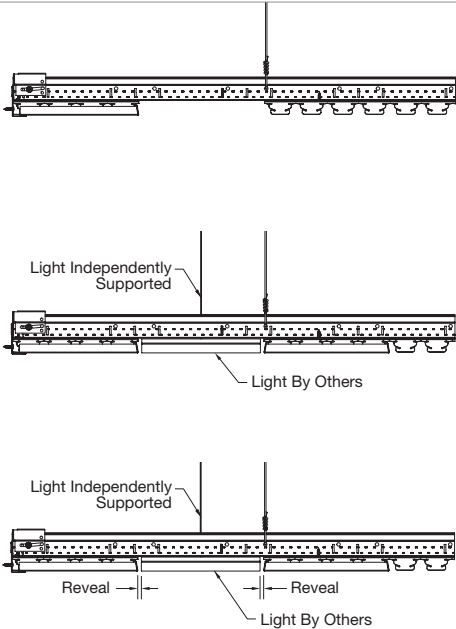 Light Independently
Supported
Light By Others
Light Independently
Supported
Reveal
Reveal
Light By Others